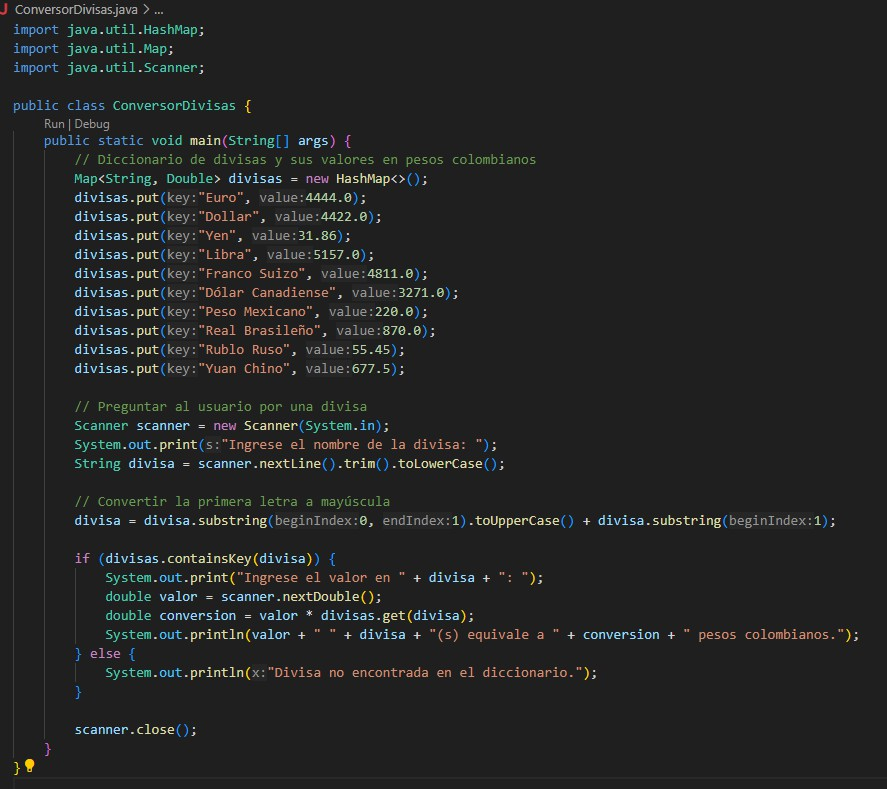 ConversorDivisas.java > ...
import java.util.HashMap;
import java.util.Map;
import java.util.Scanner;
public class ConversorDivisas {
Run | Debug
public static void main(String[] args) {
// Diccionario de divisas y sus valores en pesos colombianos
Map<String, Double> divisas = new HashMap<>();
divisas.put(key:"Euro", value:4444.0);
divisas.put(key:"Dollar", value:4422.0);
divisas.put(key:"Yen", value:31.86);
divisas.put(key:"Libra", value:5157.0);
divisas.put(key:"Franco Suizo", value:4811.0);
divisas.put(key:"Dólar Canadiense", value:3271.0);
divisas.put(key:"Peso Mexicano", value:220.0);
divisas.put(key:"Real Brasileño", value:870.0);
divisas.put(key:"Rublo Ruso", value:55.45);
divisas.put(key:"Yuan Chino", value:677.5);
// Preguntar al usuario por una divisa
Scanner scanner = new Scanner(System.in);
System.out.print(s:"Ingrese el nombre de la divisa: ");
String divisa = scanner.nextLine().trim().toLowerCase();
// Convertir la primera letra a mayúscula
divisa = divisa.substring(beginIndex:0, endIndex:1).toUpperCase() + divisa.substring(beginIndex:1);
if (divisas.containsKey(divisa)) {
System.out.print("Ingrese el valor en " + divisa + ": ");
double valor = scanner.nextDouble();
double conversion = valor * divisas.get(divisa);
System.out.println(valor + " " + divisa + "(s) equivale a " + conversion + " pesos colombianos.");
} else {
System.out.println(x:"Divisa no encontrada en el diccionario.");
}
scanner.close();
}
}